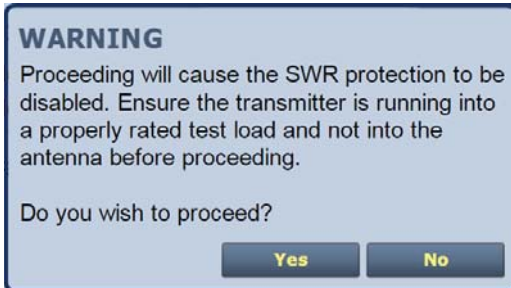 WARNING
Proceeding will cause the SWR protection to be
disabled. Ensure the transmitter is running into
a properly rated test load and not into the
antenna before proceeding.
Do you wish to proceed?
Yes No